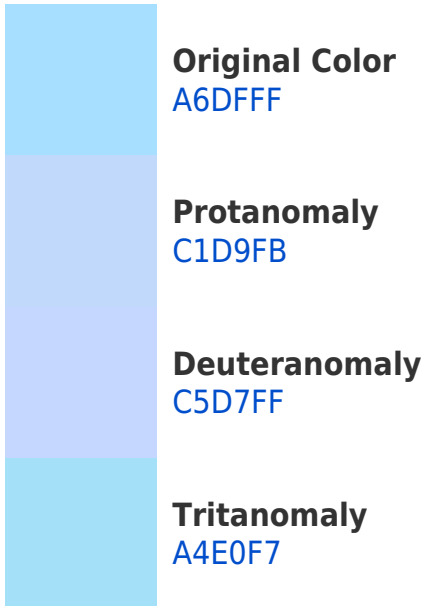 Original Color
A6DFFF
Protanomaly
C1D9FB
Deuteranomaly
C5D7FF
Tritanomaly
A4E0F7